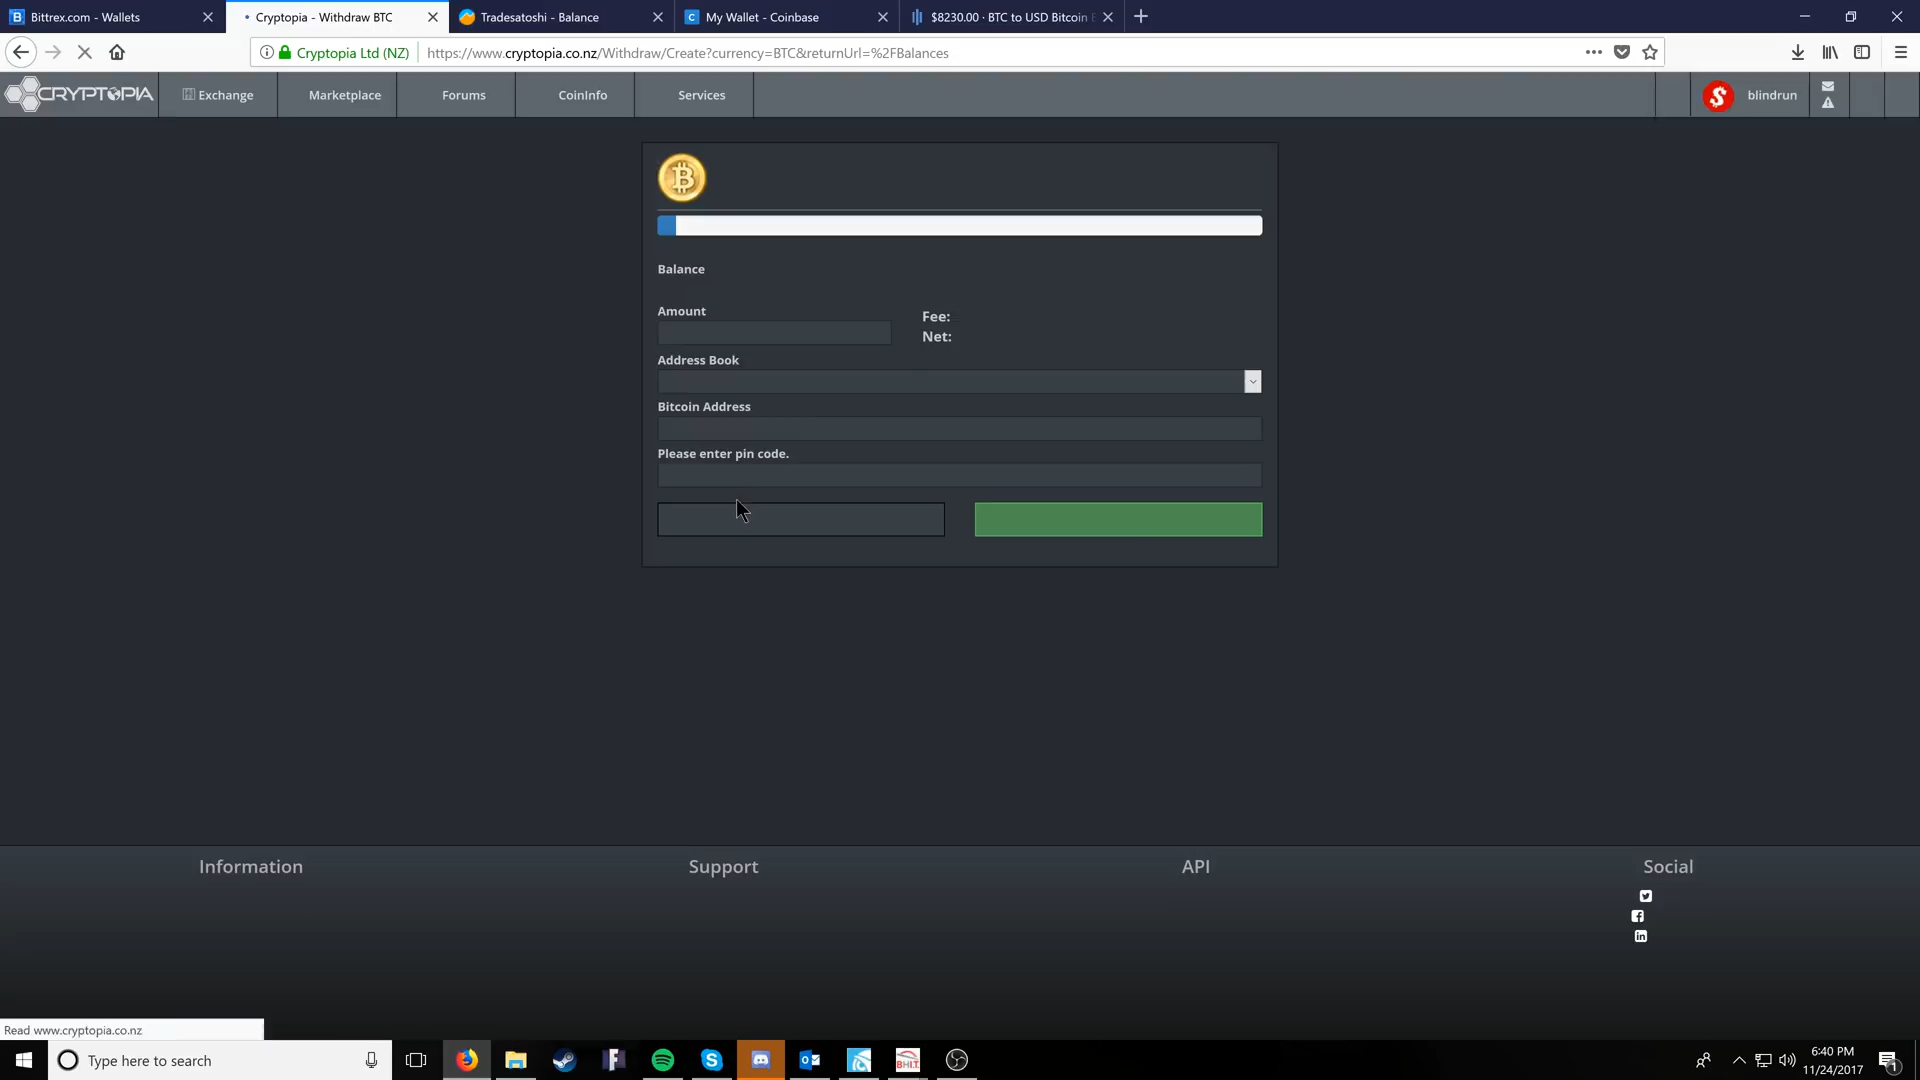 Bittrex.com - Wallets
Cryptopia - Withdraw BTC
Tradesatoshi - Balance
My Wallet - Coinbase
$8230.00 · BTC to USD Bitcoin
Cryptopia Ltd (NZ)
https://www.cryptopia.co.nz/Withdraw/Create?currency=BTC&returnUrl=%2FBalances
CRYPTOPIA
Exchange
Marketplace
Forums
CoinInfo
Services
blindrun
Balance
Amount
Fee:
Net:
Address Book
Bitcoin Address
Please enter pin code.
Information
Support
API
Social
Read www.cryptopia.co.nz
Type here to search
BHIT
6:40 PM
11/24/2017
1